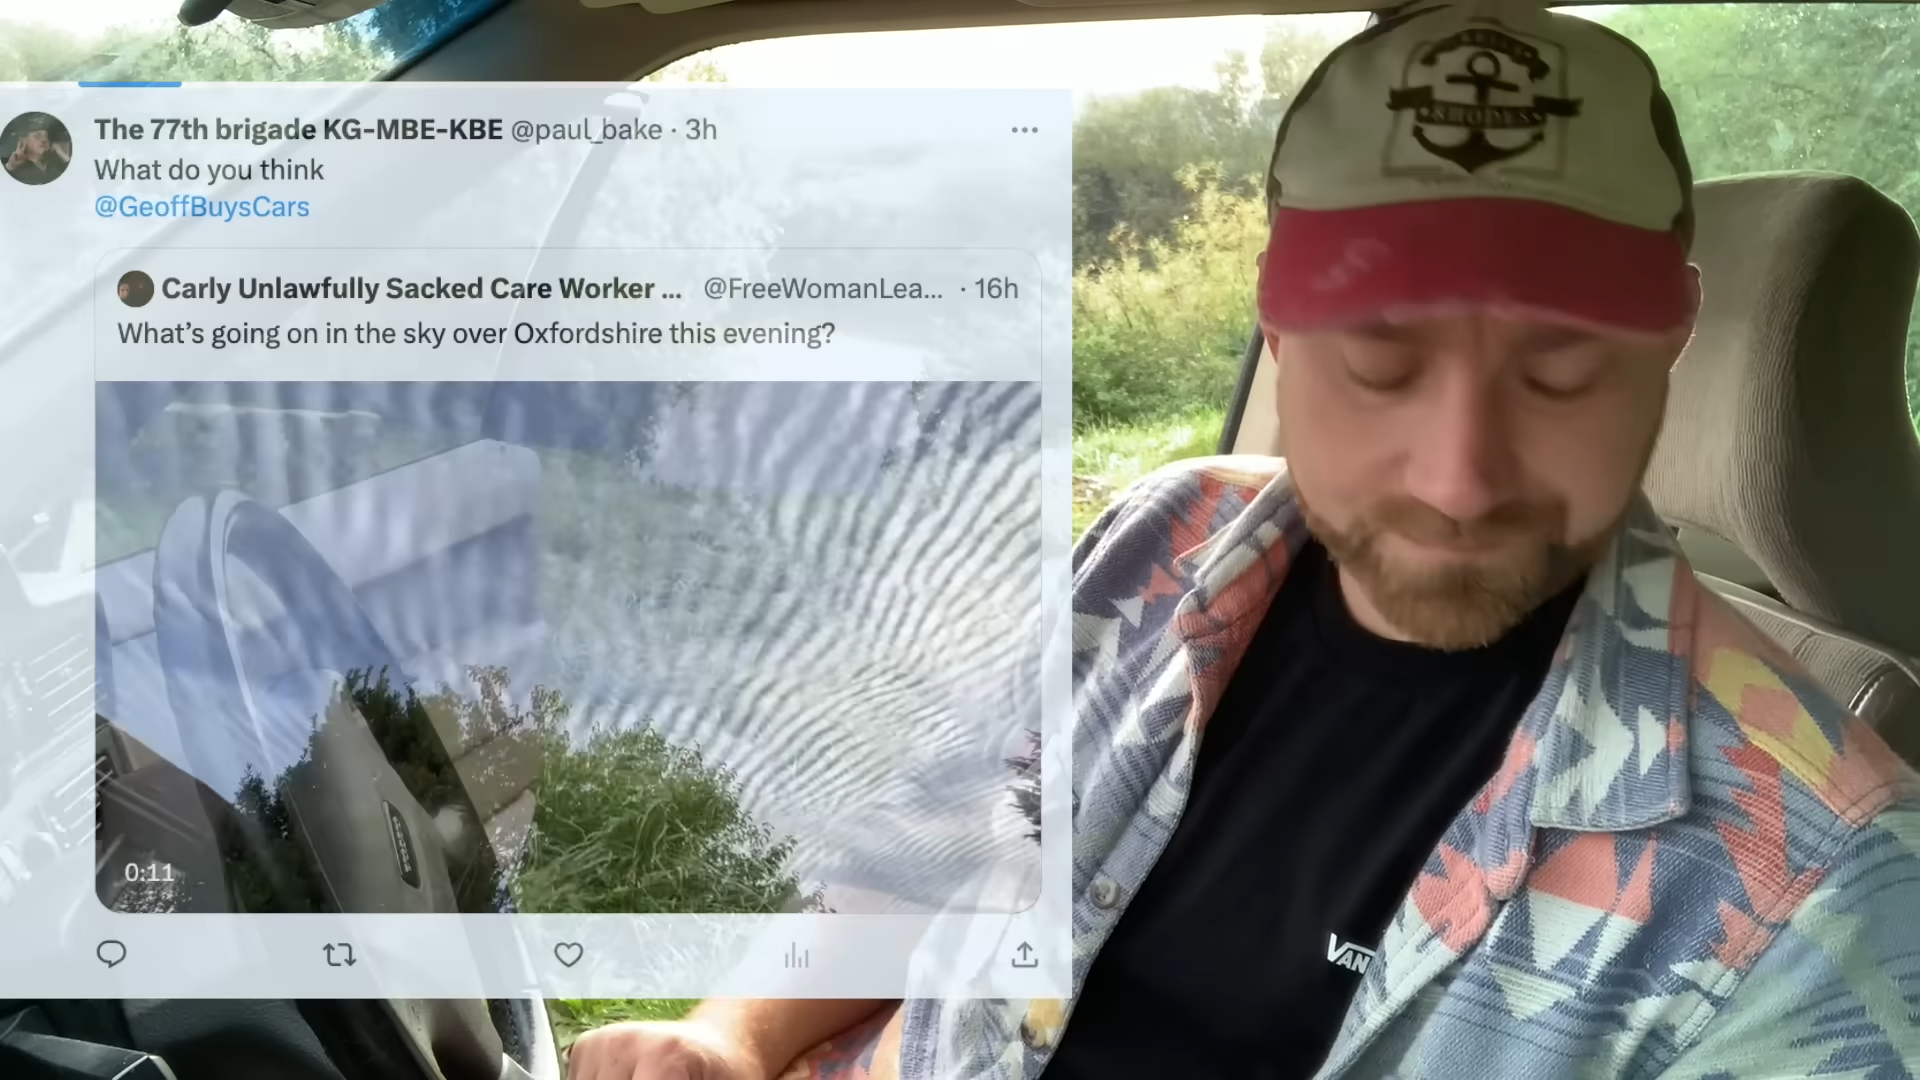 The 77th brigade KG-MBE-KBE @paul_bake · 3h
What do you think
@GeoffBuysCars
Carly Unlawfully Sacked Care Worker ... @FreeWomanLea... · 16h
What's going on in the sky over Oxfordshire this evening?
0:11
RHODES
VAN